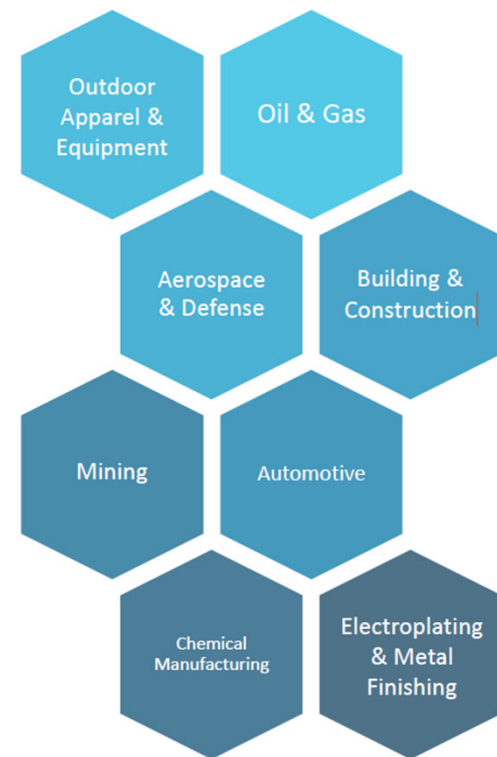 Outdoor
Apparel &
Equipment
Oil & Gas
Aerospace
& Defense
Building &
Construction
Mining
Automotive
Chemical
Manufacturing
Electroplating
& Metal
Finishing